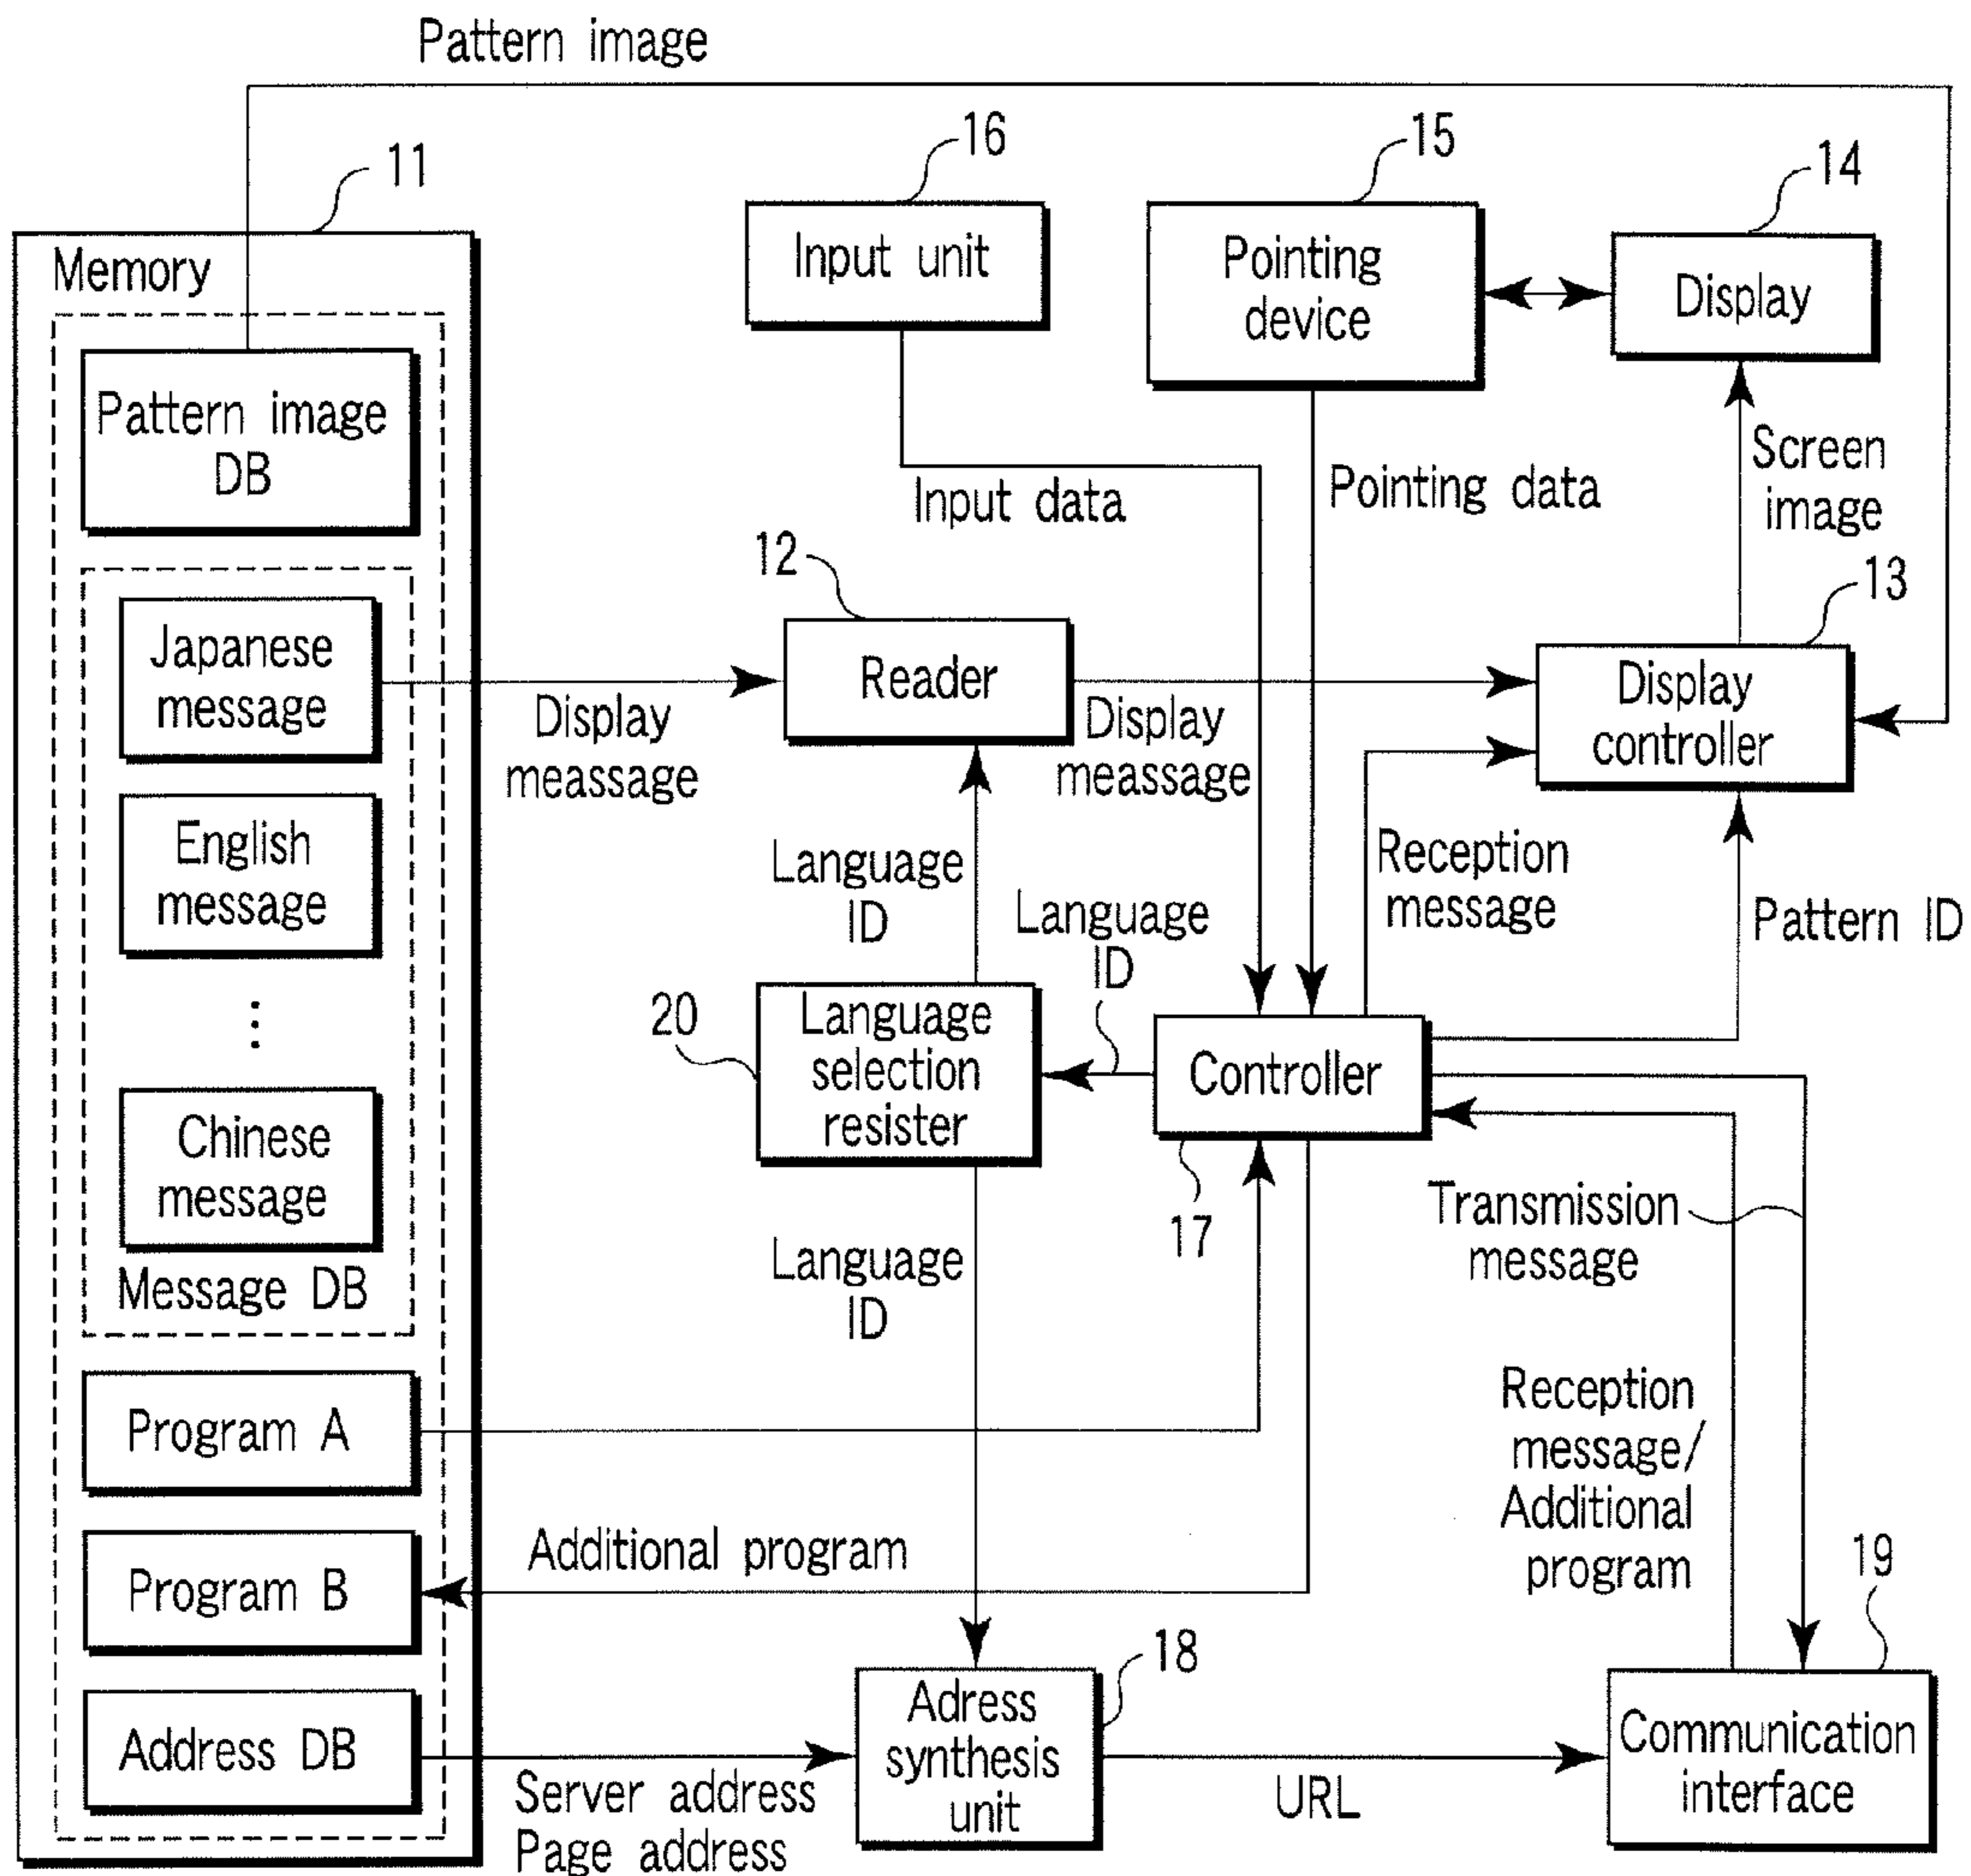 Pattern image
11
16
15
14
Memory
Input unit
Pointing
device
Display
Pattern image
DB
Input data
Pointing data
Screen
image
12
13
Japanese
message
Reader
Display
controller
Display
meassage
Display
meassage
English
message
Language
ID
Language
ID
Reception
message
Pattern ID
20
Language
selection
resister
Controller
Chinese
message
17
Transmission
message
Message DB
Language
ID
Program A
Reception
message/
Additional
program
Program B
Additional program
19
18
Address DB
Adress
synthesis
unit
Communication
interface
Server address
Page address
URL